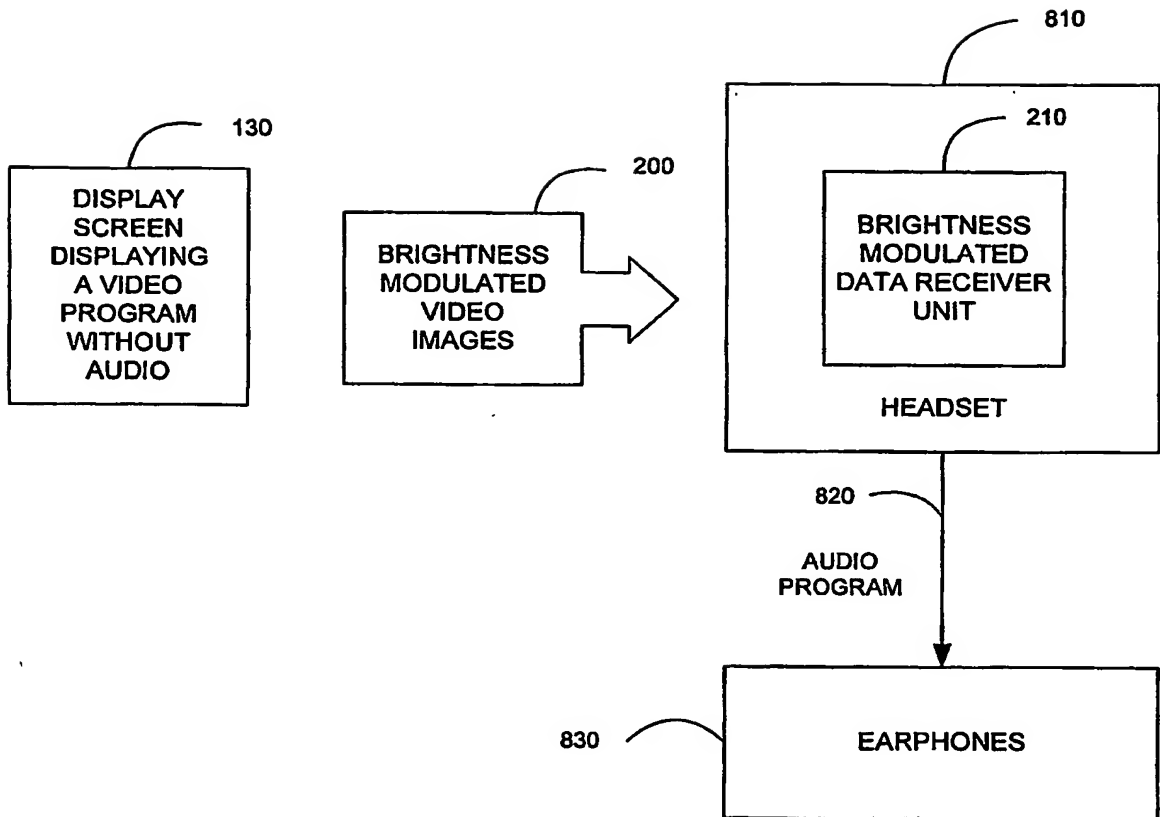 810
130
210
200
DISPLAY
SCREEN
DISPLAYING
A VIDEO
PROGRAM
WITHOUT
AUDIO
BRIGHTNESS
MODULATED
VIDEO
IMAGES
BRIGHTNESS
MODULATED
DATA RECEIVER
UNIT
HEADSET
820
AUDIO
PROGRAM
830
EARPHONES